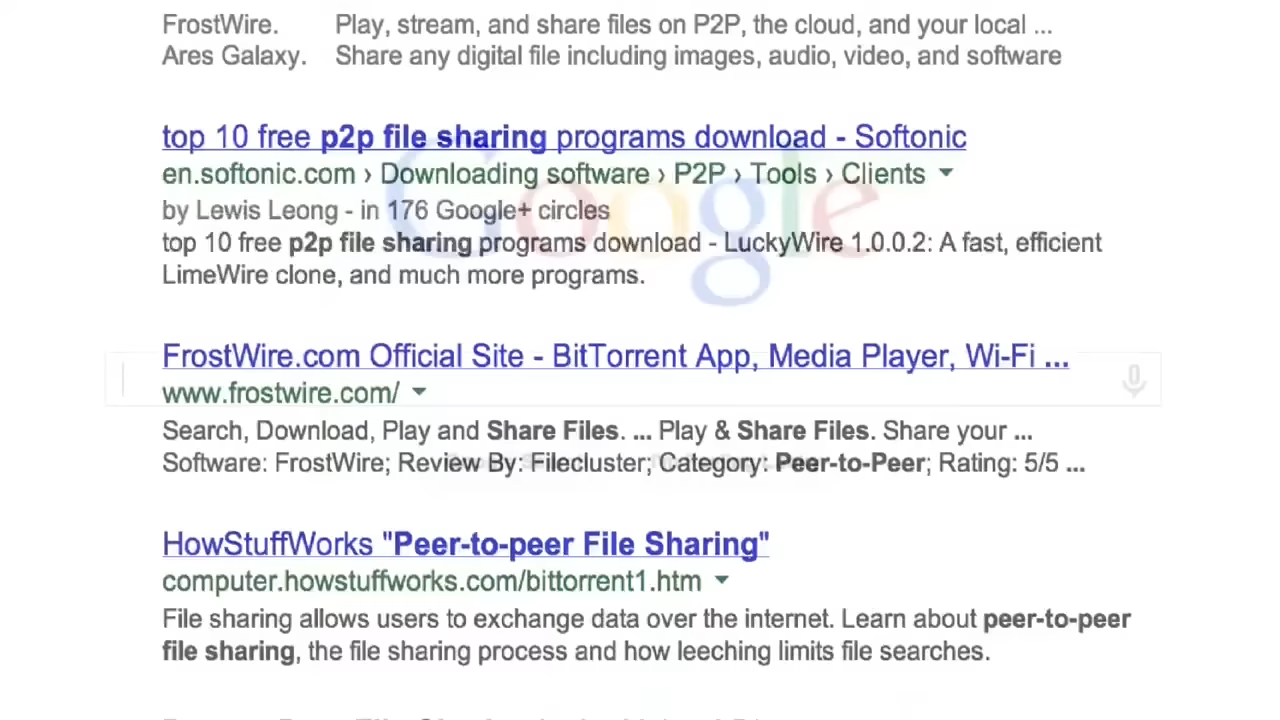 FrostWire. Play, stream, and share files on P2P, the cloud, and your local ...
Ares Galaxy. Share any digital file including images, audio, video, and software
top 10 free p2p file sharing programs download - Softonic
en.softonic.com › Downloading software › P2P › Tools › Clients
by Lewis Leong - in 176 Google+ circles
top 10 free p2p file sharing programs download - LuckyWire 1.0.0.2: A fast, efficient
LimeWire clone, and much more programs.
Google
FrostWire.com Official Site - BitTorrent App, Media Player, Wi-Fi ...
www.frostwire.com/
Search, Download, Play and Share Files. ... Play & Share Files. Share your ...
Software: FrostWire; Review By: Filecluster; Category: Peer-to-Peer; Rating: 5/5 ...
HowStuffWorks "Peer-to-peer File Sharing"
computer.howstuffworks.com/bittorrent1.htm
File sharing allows users to exchange data over the internet. Learn about peer-to-peer
file sharing, the file sharing process and how leeching limits file searches.